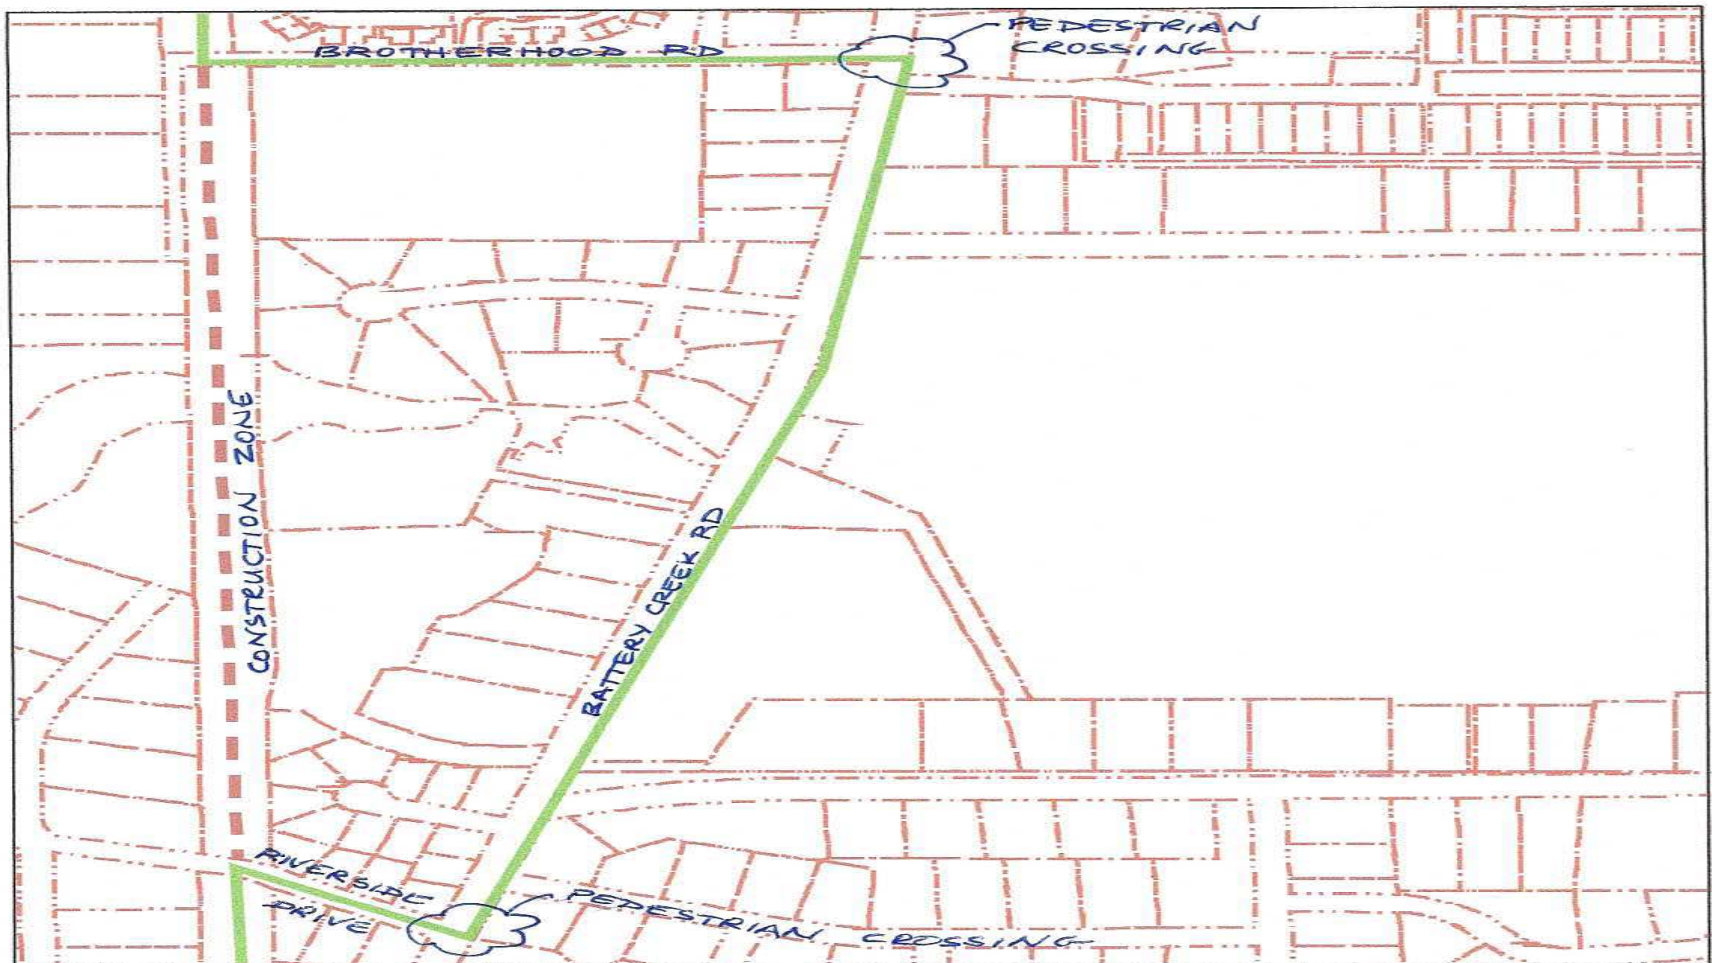 PEDESTRIAN
CROSSING
BROTHERHOOD RD
CONSTRUCTION ZONE
BATTERY CREEK RD
RIVERSIDE
DRIVE
PEDESTRIAN CROSSING